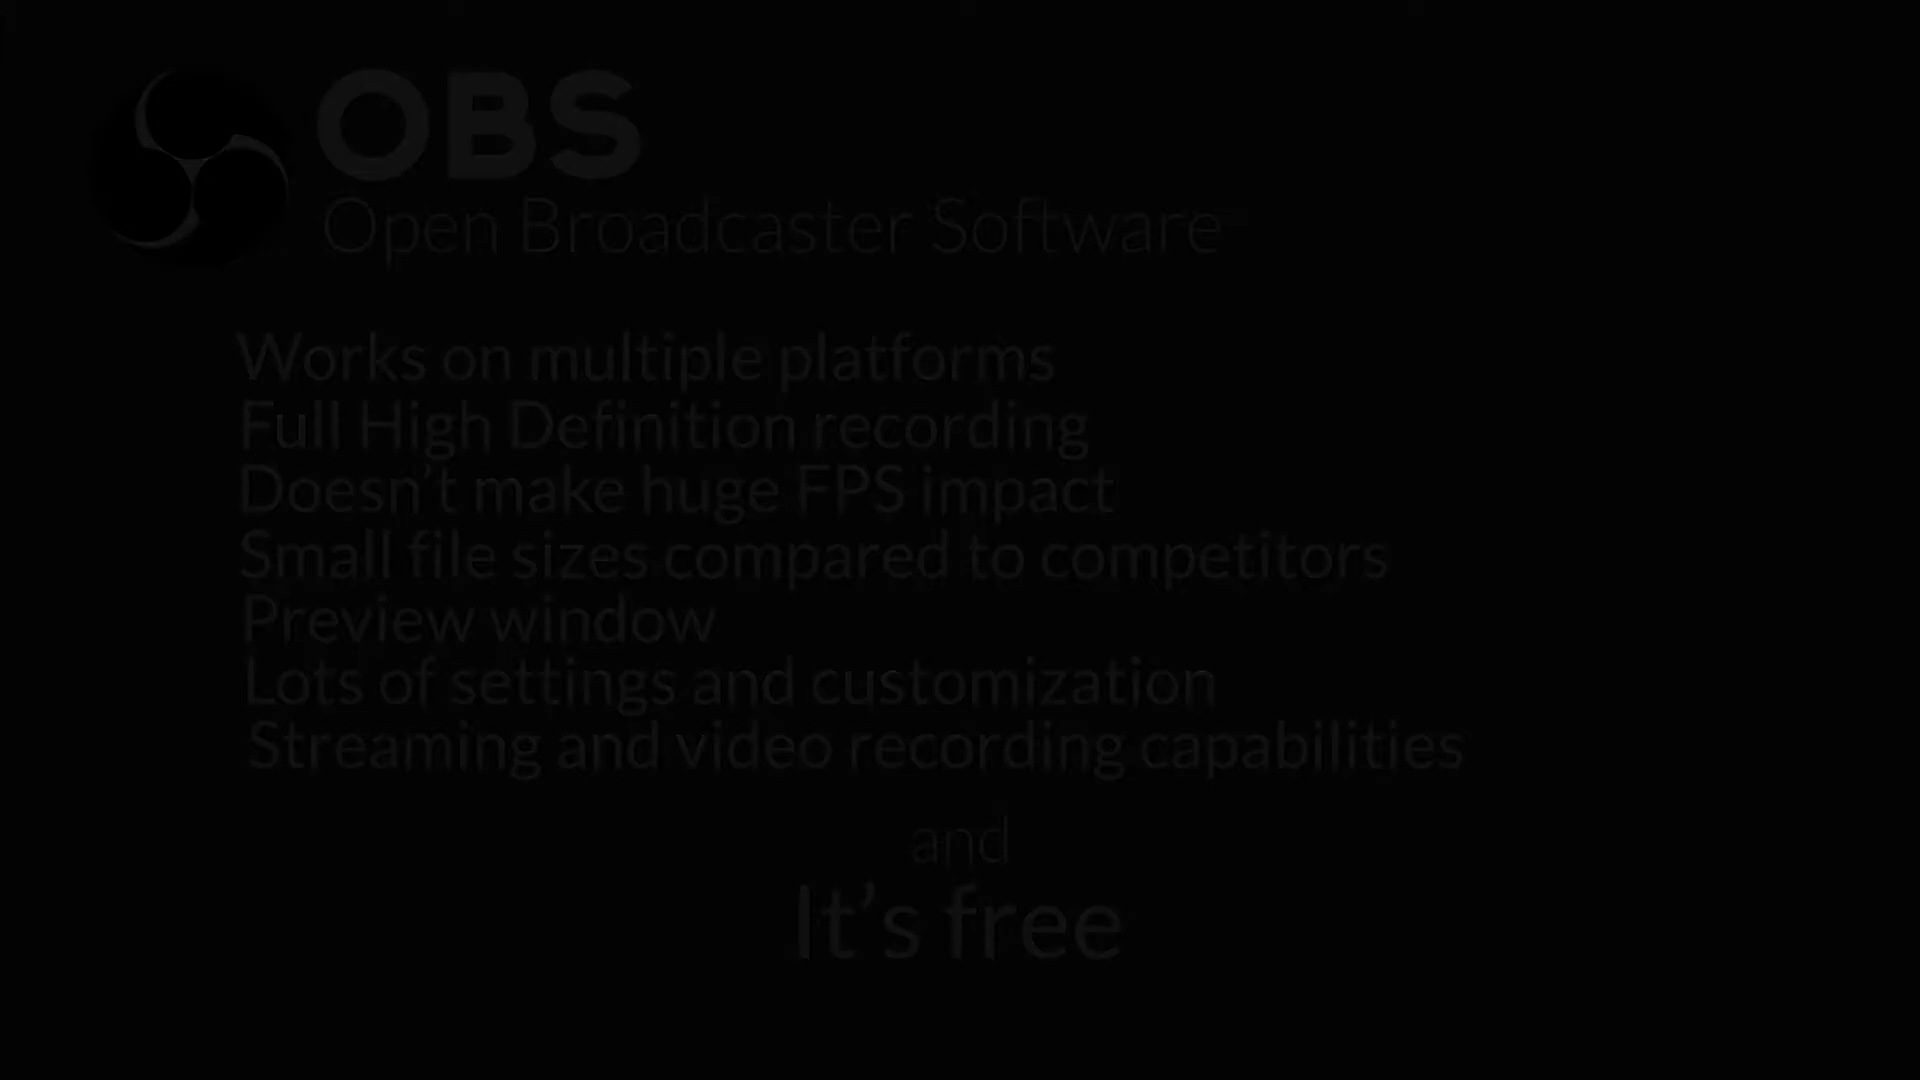 OBS
Open Broadcaster Software
Works on multiple platforms
Full High Definition recording
Doesn't make huge FPS impact
Small file sizes compared to competitors
Preview window
Lots of settings and customization
Streaming and video recording capabilities
and
It's free